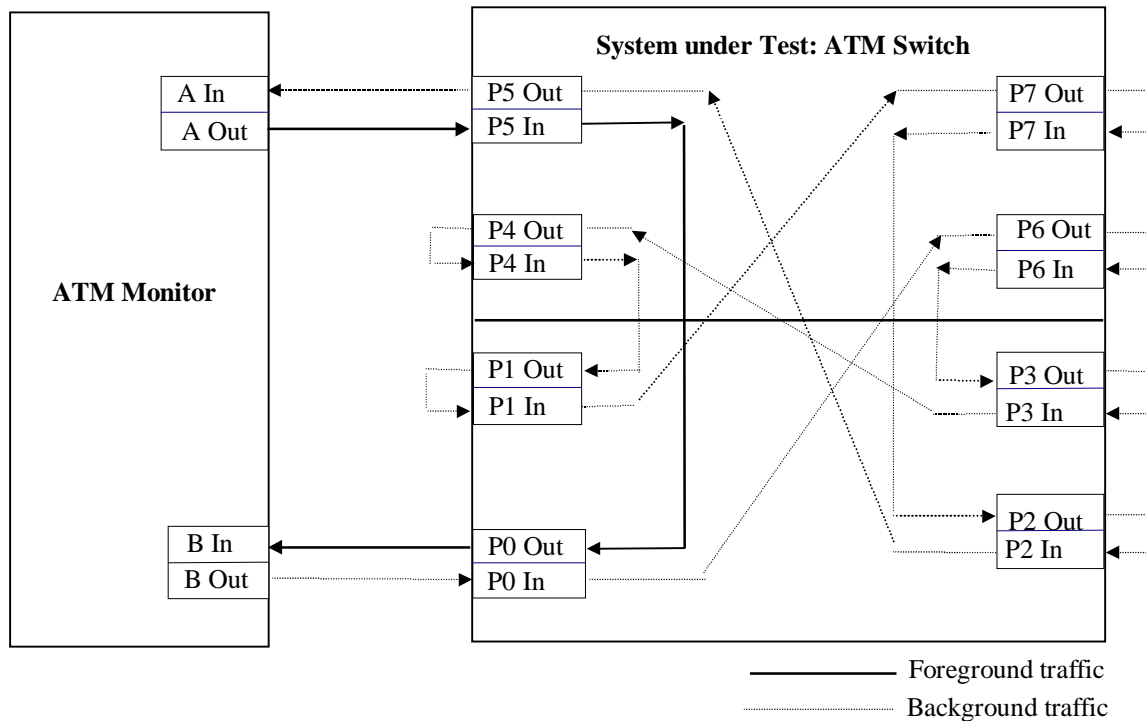 System under Test: ATM Switch
A In
A Out
P5 Out
P5 In
P7 Out
P7 In
P4 Out
P4 In
P6 Out
P6 In
ATM Monitor
P1 Out
P1 In
P3 Out
P3 In
B In
B Out
P0 Out
P0 In
P2 Out
P2 In
Foreground traffic
Background traffic